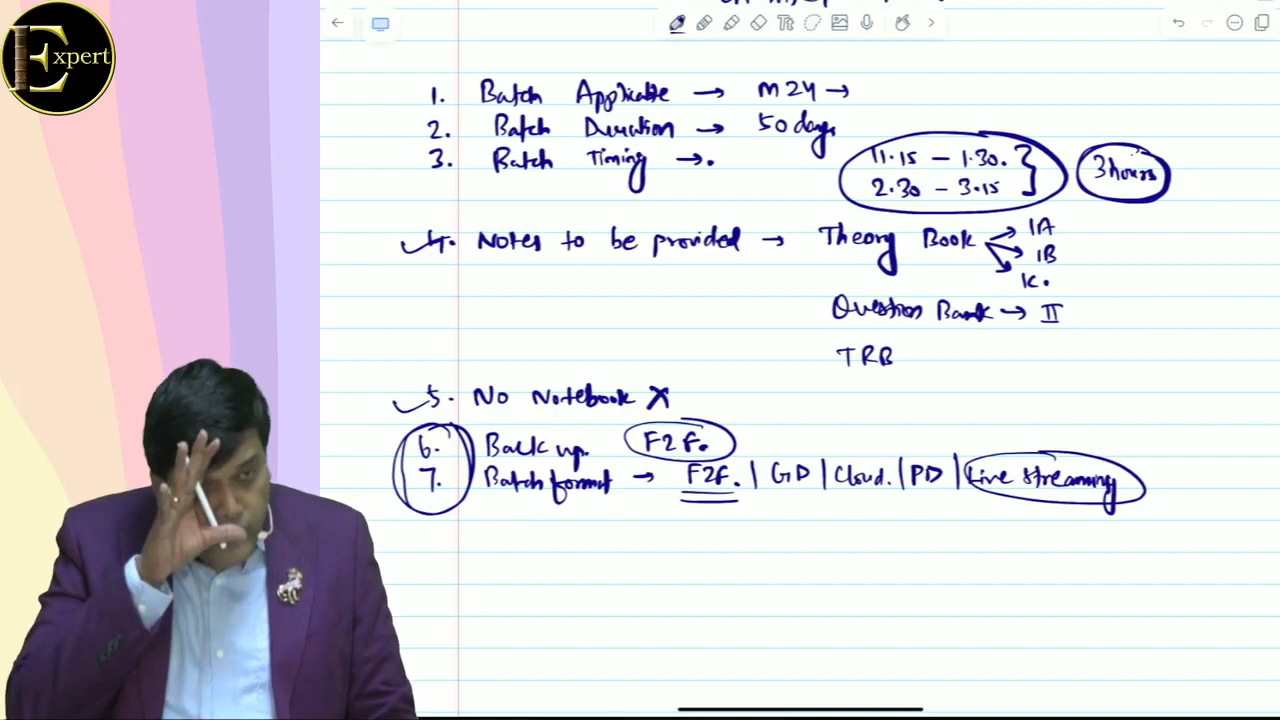 Expert
1. Batch Applicable → M24 →
2. Batch Duration → 50 days
3. Batch Timing →.
11.15 - 1.30.
2.30 - 3.15
3 hours
4. Notes to be provided → Theory Book
1A
1B
1C.
Question Bank → II
TRB
5. No Notebook X
6. Back up. F2F.
7. Batch format → F2F. | GD | Cloud. | PD | Live Streaming